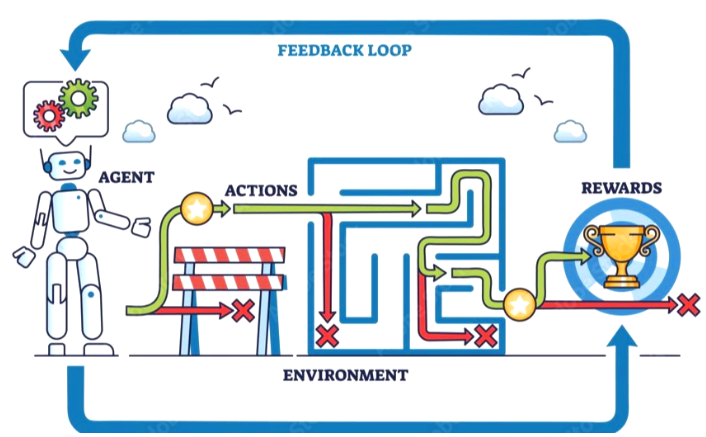 FEEDBACK LOOP
AGENT
ACTIONS
REWARDS
ENVIRONMENT